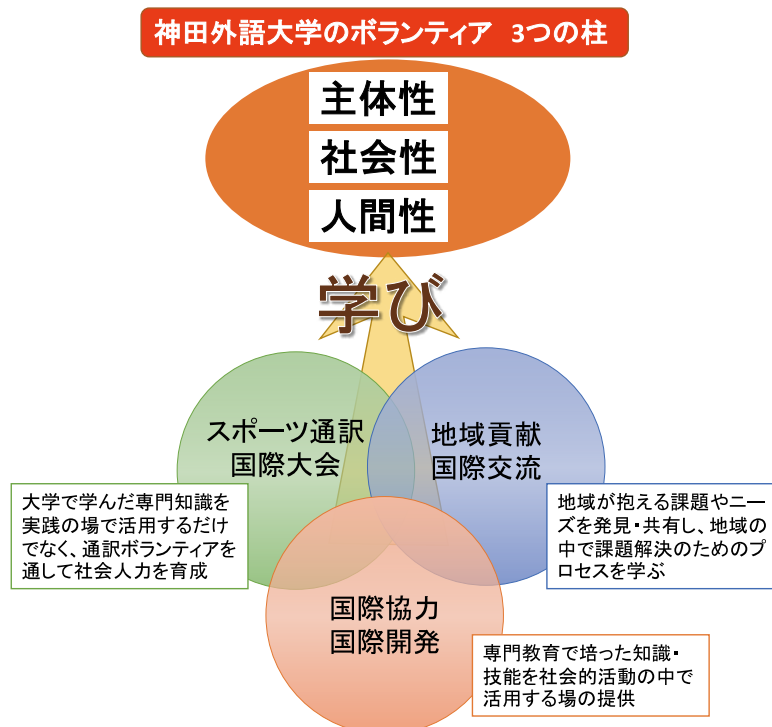 神田外語大学のボランティア 3つの柱
主体性
社会性
人間性
学び
スポーツ通訳
国際大会
地域貢献
国際交流
大学で学んだ専門知識を
実践の場で活用するだけ
でなく、通訳ボランティアを
通して社会人力を育成
地域が抱える課題やニー
ズを発見・共有し、地域の
中で課題解決のためのプ
ロセスを学ぶ
国際協力
国際開発
専門教育で培った知識・
技能を社会的活動の中で
活用する場の提供